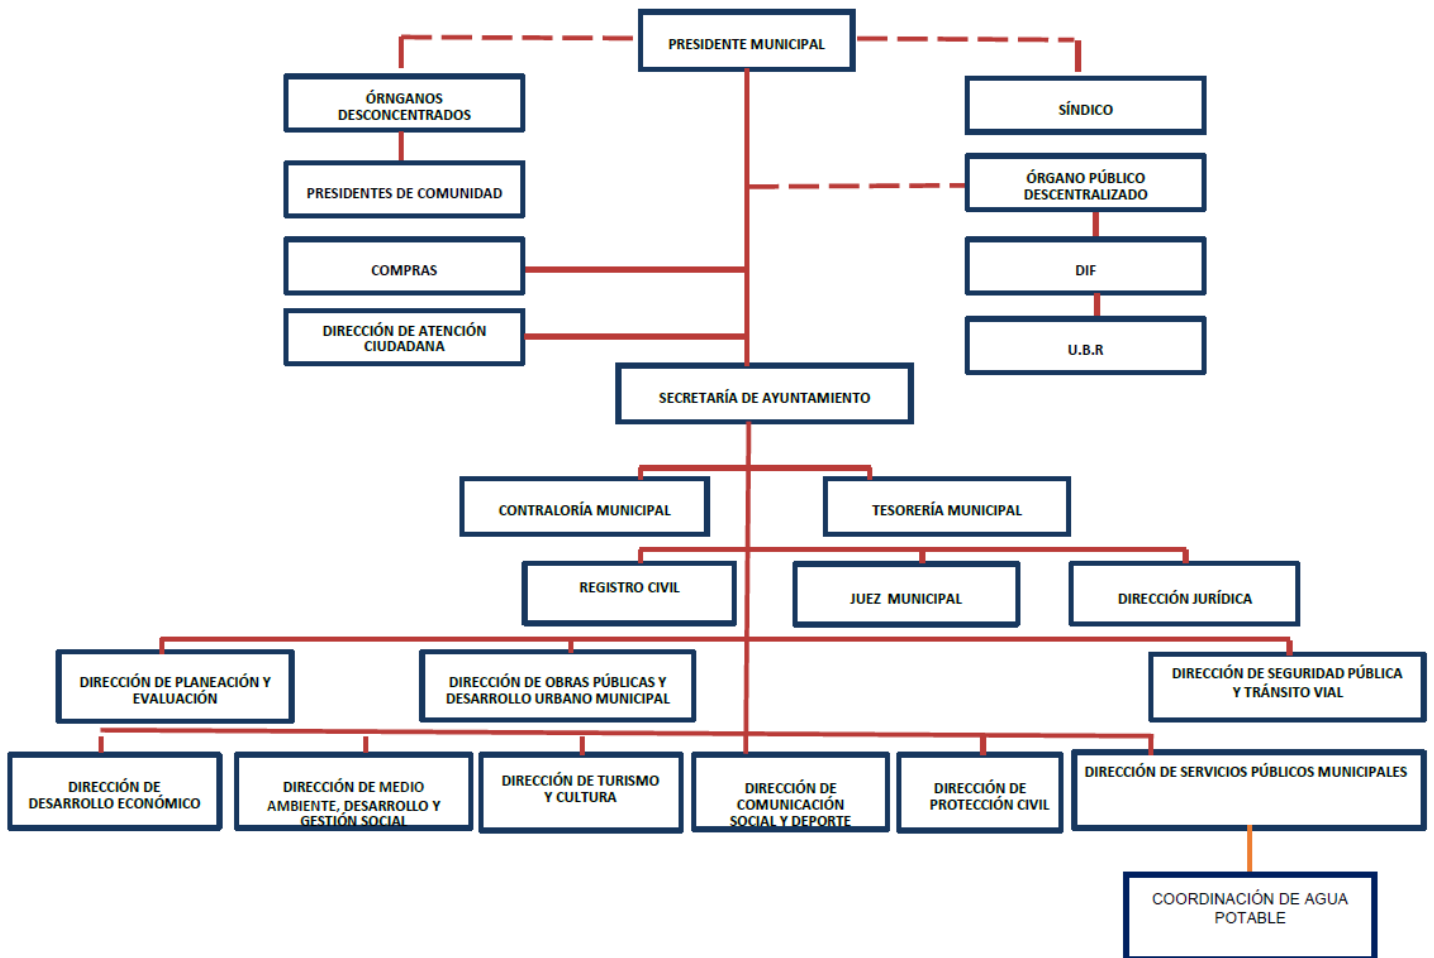 PRESIDENTE MUNICIPAL
ÓRNGANOS
DESCONCENTRADOS
SÍNDICO
PRESIDENTES DE COMUNIDAD
ÓRGANO PÚBLICO
DESCENTRALIZADO
COMPRAS
DIF
DIRECCIÓN DE ATENCIÓN
CIUDADANA
U.B.R
SECRETARÍA DE AYUNTAMIENTO
CONTRALORÍA MUNICIPAL
TESORERÍA MUNICIPAL
REGISTRO CIVIL
JUEZ MUNICIPAL
DIRECCIÓN JURÍDICA
DIRECCIÓN DE PLANEACIÓN Y
EVALUACIÓN
DIRECCIÓN DE OBRAS PÚBLICAS Y
DESARROLLO URBANO MUNICIPAL
DIRECCIÓN DE SEGURIDAD PÚBLICA
Y TRÁNSITO VIAL
DIRECCIÓN DE
DESARROLLO ECONÓMICO
DIRECCIÓN DE MEDIO
AMBIENTE, DESARROLLO Y
GESTIÓN SOCIAL
DIRECCIÓN DE TURISMO
Y CULTURA
DIRECCIÓN DE
COMUNICACIÓN
SOCIAL Y DEPORTE
DIRECCIÓN DE
PROTECCIÓN CIVIL
DIRECCIÓN DE SERVICIOS PÚBLICOS MUNICIPALES
COORDINACIÓN DE AGUA
POTABLE